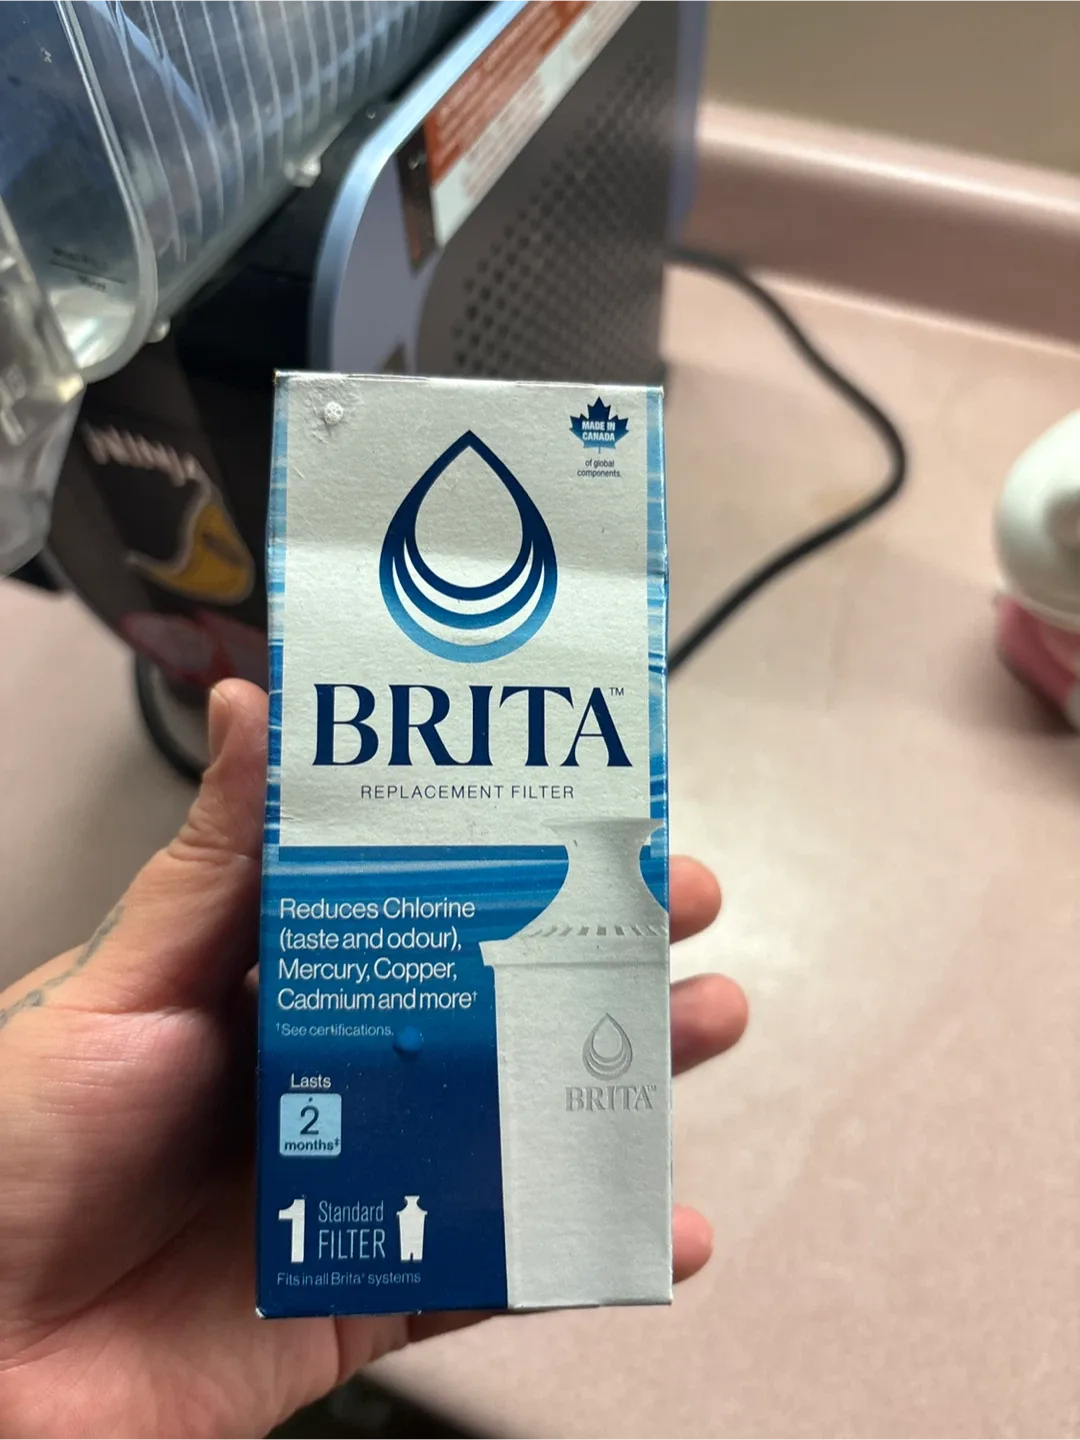 MADE IN
CANADA
of global
components.
BRITA™
REPLACEMENT FILTER
Reduces Chlorine
(taste and odour),
Mercury, Copper,
Cadmium and more†
†See certifications.
BRITA™
Lasts
2
months‡
1 Standard
FILTER
Fits in all Brita® systems